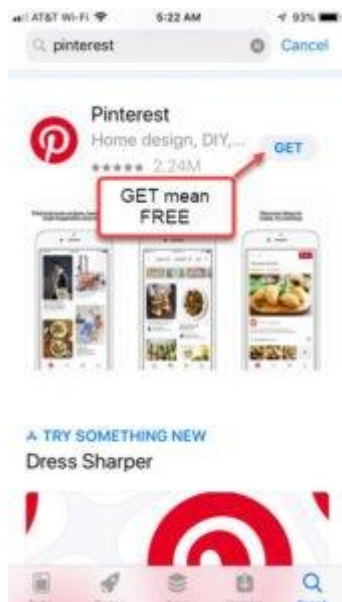 AT&T Wi-Fi 5:22 AM 93%
pinterest Cancel
Pinterest
Home design, DIY,...
GET
2.24M
GET mean
FREE
TRY SOMETHING NEW
Dress Sharper
Search